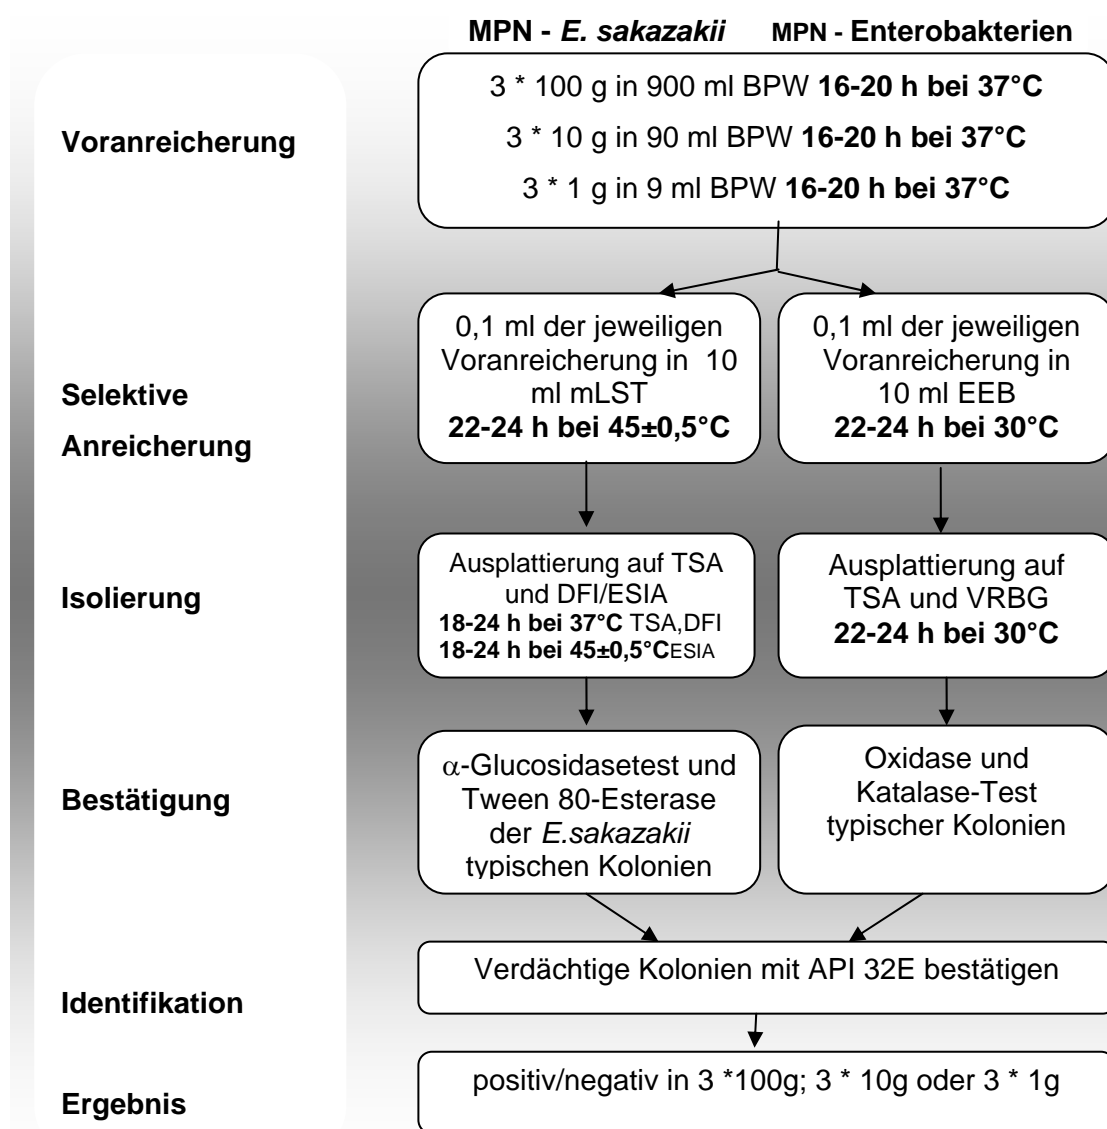 MPN - E. sakazakii MPN - Enterobakterien
Voranreicherung
3 * 100 g in 900 ml BPW 16-20 h bei 37°C
3 * 10 g in 90 ml BPW 16-20 h bei 37°C
3 * 1 g in 9 ml BPW 16-20 h bei 37°C
Selektive
Anreicherung
0,1 ml der jeweiligen
Voranreicherung in 10
ml mLST
22-24 h bei 45±0,5°C
0,1 ml der jeweiligen
Voranreicherung in
10 ml EEB
22-24 h bei 30°C
Isolierung
Ausplattierung auf TSA
und DFI/ESIA
18-24 h bei 37°C TSA,DFI
18-24 h bei 45±0,5°CESIA
Ausplattierung auf
TSA und VRBG
22-24 h bei 30°C
Bestätigung
α-Glucosidasetest und
Tween 80-Esterase
der E.sakazakii
typischen Kolonien
Oxidase und
Katalase-Test
typischer Kolonien
Identifikation
Verdächtige Kolonien mit API 32E bestätigen
Ergebnis
positiv/negativ in 3 *100g; 3 * 10g oder 3 * 1g